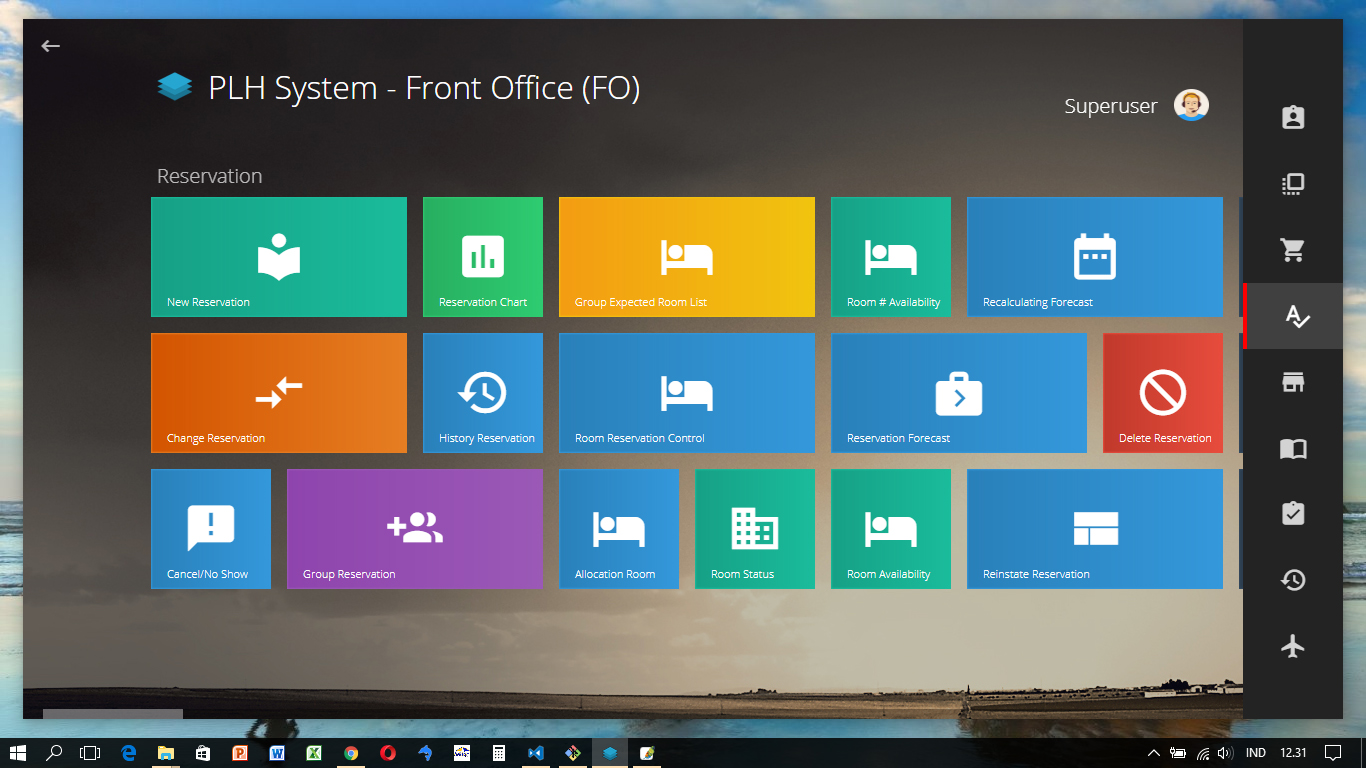 PLH System - Front Office (FO)
Superuser
Reservation
New Reservation
Reservation Chart
Group Expected Room List
Room # Availability
Recalculating Forecast
Change Reservation
History Reservation
Room Reservation Control
Reservation Forecast
Delete Reservation
Cancel/No Show
Group Reservation
Allocation Room
Room Status
Room Availability
Reinstate Reservation
IND
12.31